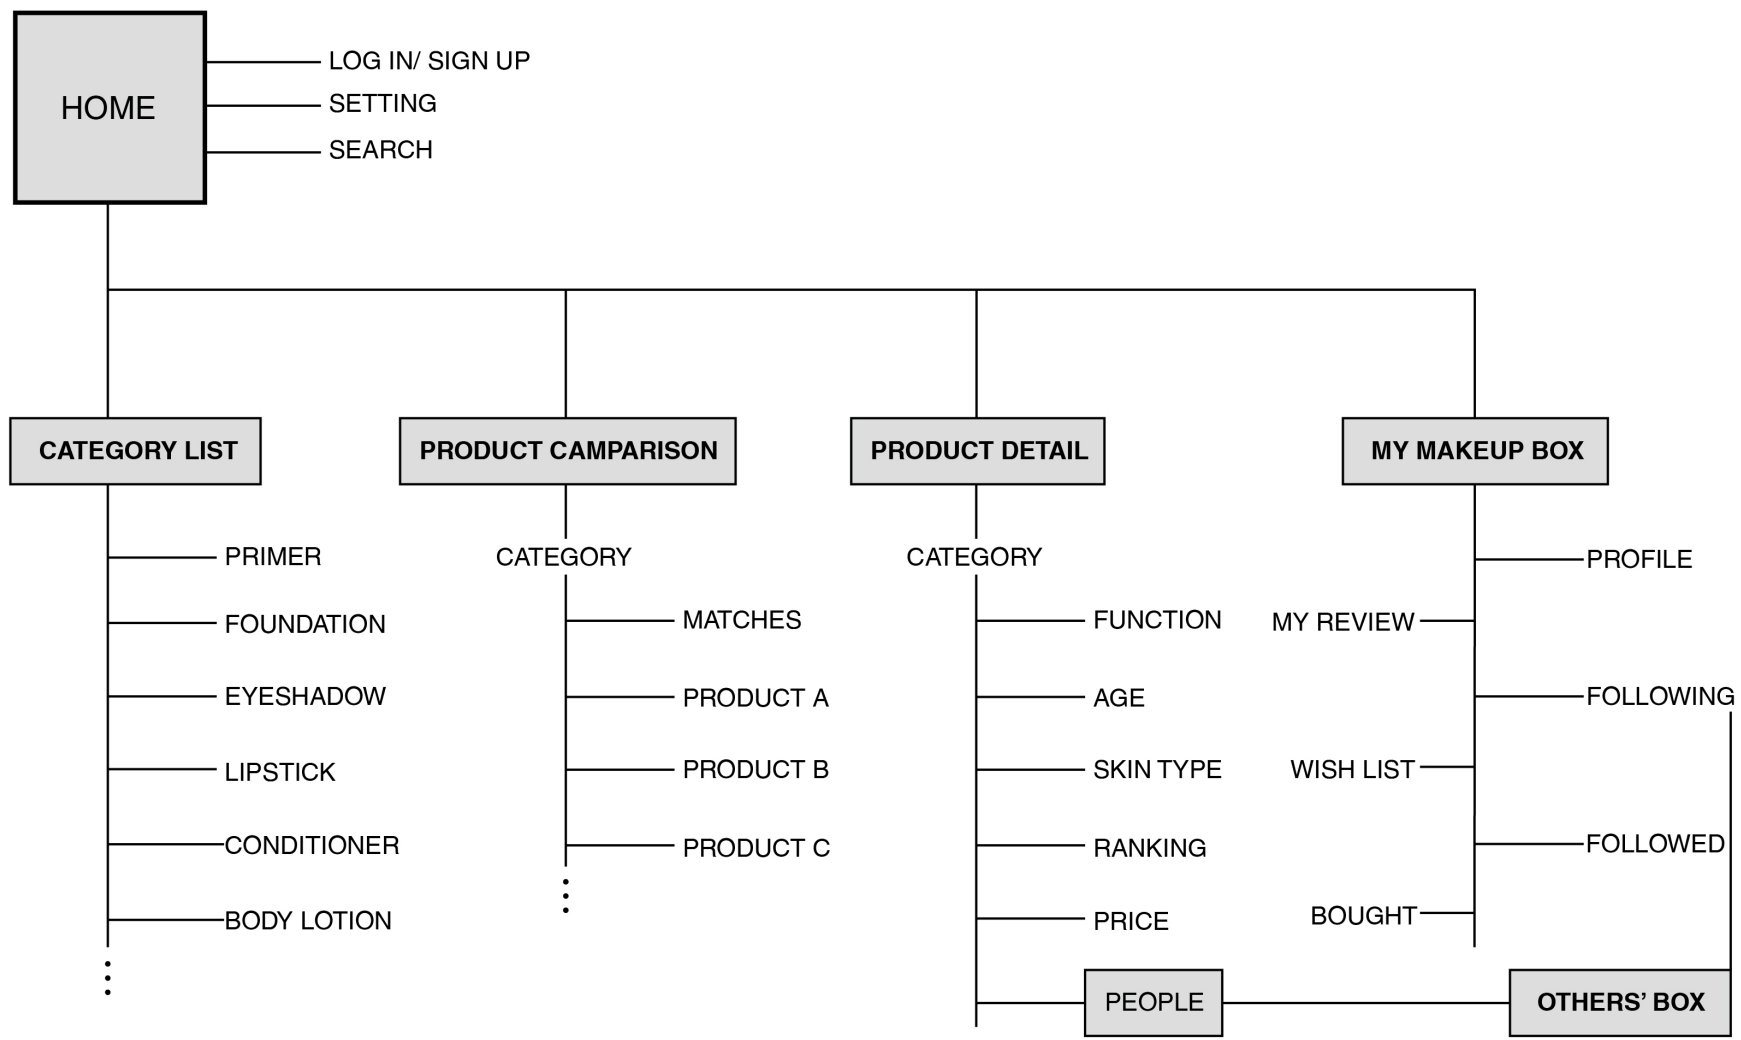 HOME
LOG IN/ SIGN UP
SETTING
SEARCH
CATEGORY LIST
PRIMER
FOUNDATION
EYESHADOW
LIPSTICK
CONDITIONER
BODY LOTION
PRODUCT CAMPARISON
CATEGORY
MATCHES
PRODUCT A
PRODUCT B
PRODUCT C
PRODUCT DETAIL
CATEGORY
FUNCTION
AGE
SKIN TYPE
RANKING
PRICE
PEOPLE
MY MAKEUP BOX
PROFILE
MY REVIEW
FOLLOWING
WISH LIST
FOLLOWED
BOUGHT
OTHERS’ BOX